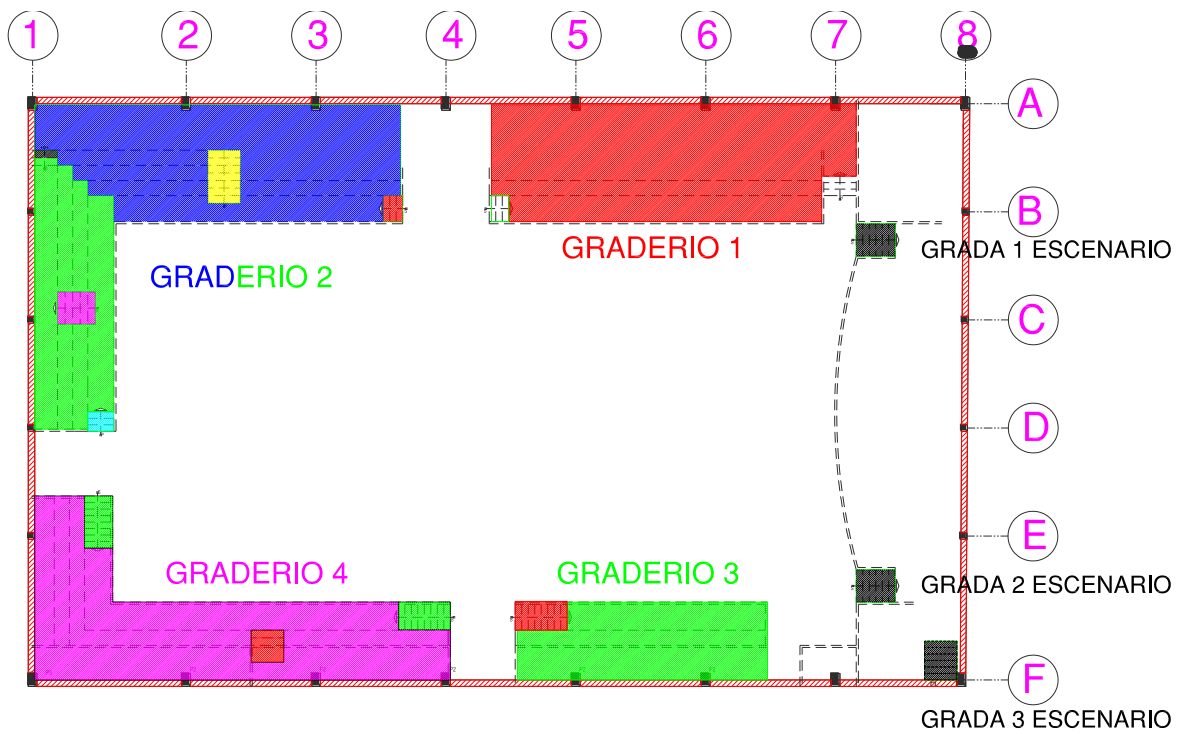 1 2 3 4 5 6 7 8
A
B
GRADERIO 1
GRADA 1 ESCENARIO
GRADERIO 2
C
D
E
GRADERIO 4
GRADERIO 3
GRADA 2 ESCENARIO
F
GRADA 3 ESCENARIO